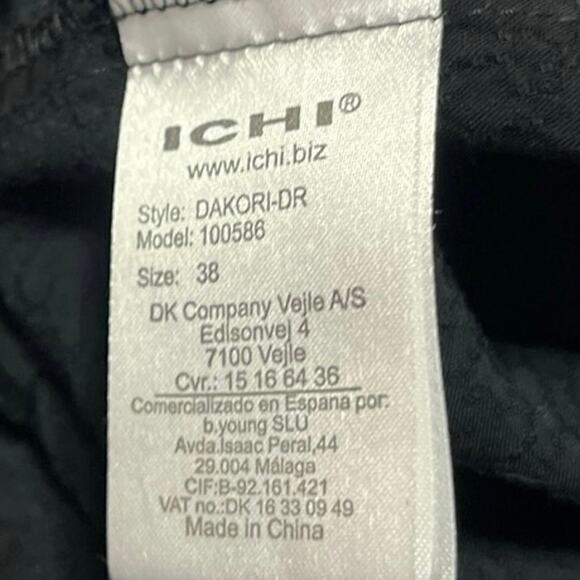 ICHI®
www.ichi.biz
Style: DAKORI-DR
Model: 100586
Size: 38
DK Company Vejle A/S
Edisonvej 4
7100 Vejle
Cvr.: 15 16 64 36
Comercializado en Espana por:
b.young SLU
Avda.Isaac Peral,44
29.004 Málaga
CIF:B-92.161.421
VAT no.:DK 16 33 09 49
Made in China